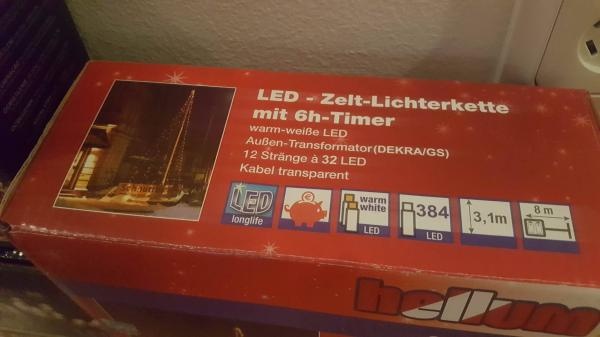 LED - Zelt-Lichterkette
mit 6h-Timer
warm-weiße LED
Außen-Transformator(DEKRA/GS)
12 Stränge à 32 LED
Kabel transparent
LED
longlife
€
warm
white
LED
384
LED
3,1m
8 m
hellum